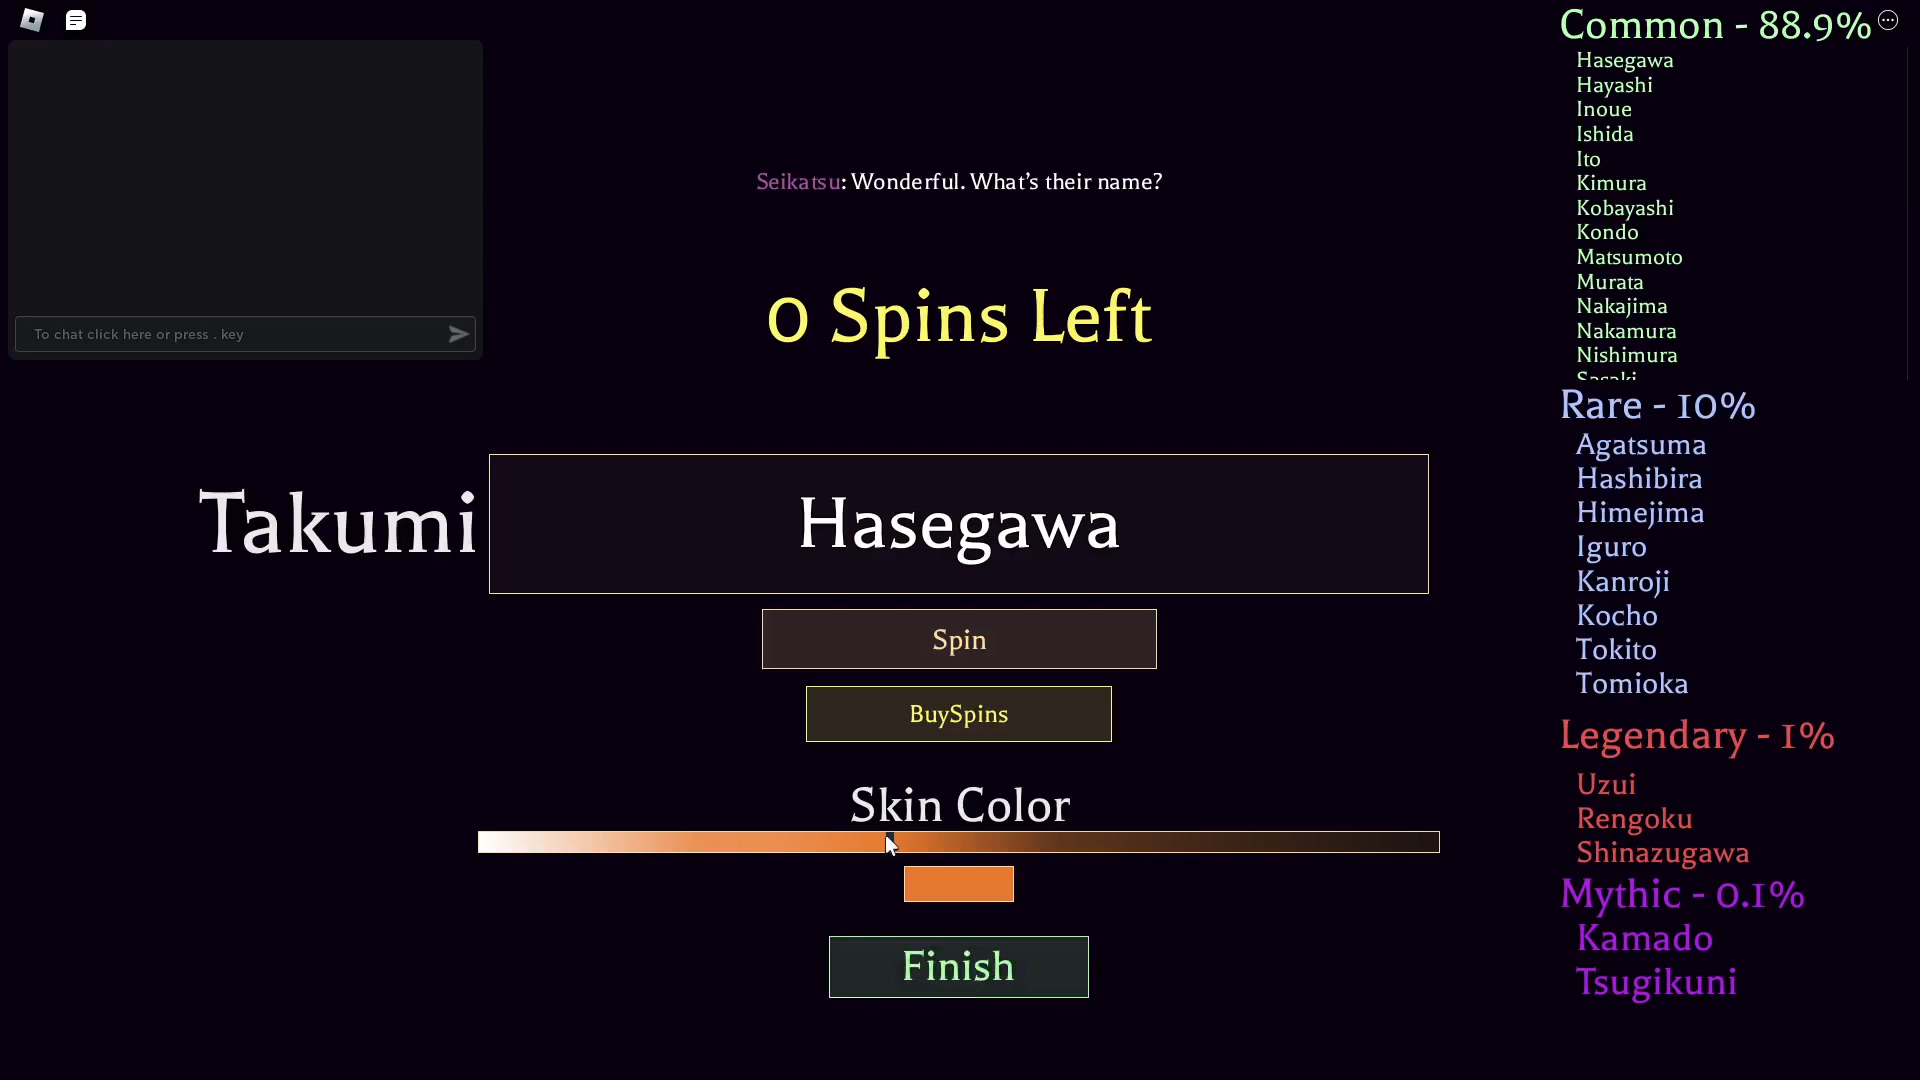 Common - 88.9%
Hasegawa
Hayashi
Inoue
Ishida
Ito
Kimura
Kobayashi
Kondo
Matsumoto
Murata
Nakajima
Nakamura
Nishimura
Sasaki
Seikatsu: Wonderful. What's their name?
0 Spins Left
To chat click here or press . key
Rare - 10%
Agatsuma
Hashibira
Himejima
Iguro
Kanroji
Kocho
Tokito
Tomioka
Takumi
Hasegawa
Spin
BuySpins
Legendary - 1%
Uzui
Rengoku
Shinazugawa
Skin Color
Mythic - 0.1%
Kamado
Tsugikuni
Finish